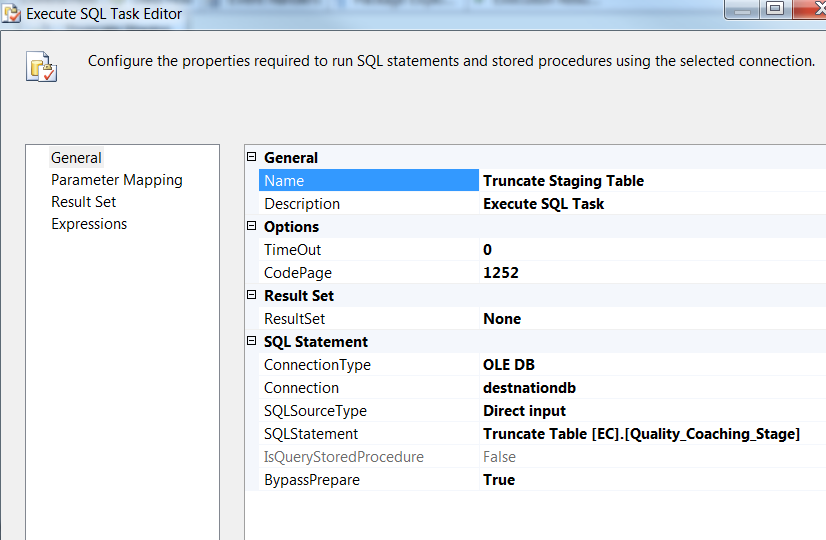 Execute SQL Task Editor
Configure the properties required to run SQL statements and stored procedures using the selected connection.
General
Parameter Mapping
Result Set
Expressions
General
Name Truncate Staging Table
Description Execute SQL Task
Options
TimeOut 0
CodePage 1252
Result Set
ResultSet None
SQL Statement
ConnectionType OLE DB
Connection destnationdb
SQLSourceType Direct input
SQLStatement Truncate Table [EC].[Quality_Coaching_Stage]
IsQueryStoredProcedure False
BypassPrepare True